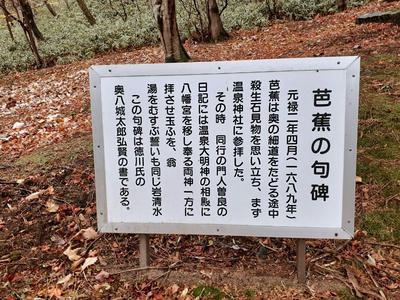 芭蕉の句碑
元禄二年四月(一六八九年)
芭蕉は奥の細道をたどる途中
殺生石見物を思い立ち、まず
温泉神社に参拝した。
その時 同行の門人曽良の
日記には温泉大明神の相殿に
八幡宮を移し奉る両神一方に
拝させ玉ふを、 翁
湯をむすぶ誓いも同じ岩清水
この句碑は徳川氏の
奥八城太郎弘賢の書である。